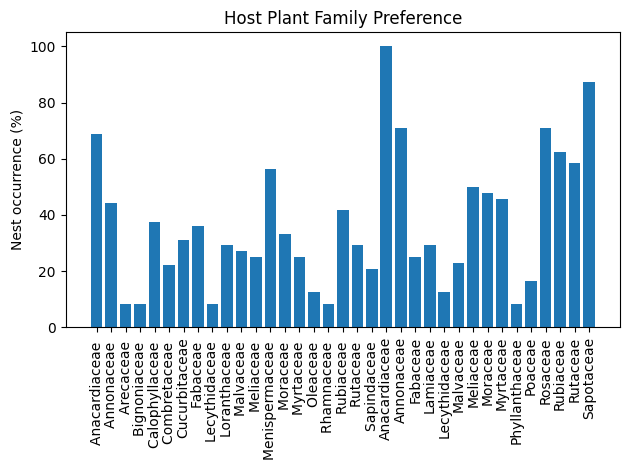 Host Plant Family Preference
Nest occurrence (%)
100
80
60
40
20
0
Anacardiaceae
Annonaceae
Arecaceae
Bignoniaceae
Calophyllaceae
Combretaceae
Cucurbitaceae
Fabaceae
Lecythidaceae
Loranthaceae
Malvaceae
Meliaceae
Menispermaceae
Moraceae
Myrtaceae
Oleaceae
Rhamnaceae
Rubiaceae
Rutaceae
Sapindaceae
Anacardiaceae
Annonaceae
Fabaceae
Lamiaceae
Lecythidaceae
Malvaceae
Meliaceae
Moraceae
Myrtaceae
Phyllanthaceae
Poaceae
Rosaceae
Rubiaceae
Rutaceae
Sapotaceae